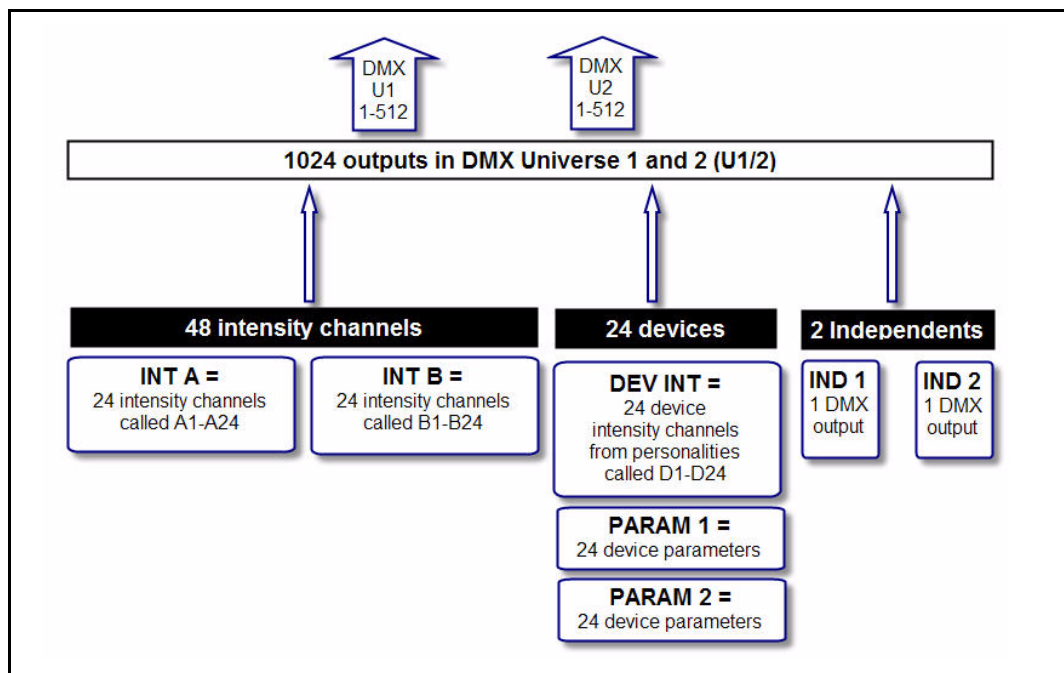 DMX
U1
1-512
DMX
U2
1-512
1024 outputs in DMX Universe 1 and 2 (U1/2)
48 intensity channels
INT A =
24 intensity channels
called A1-A24
INT B =
24 intensity channels
called B1-B24
24 devices
DEV INT =
24 device
intensity channels
from personalities
called D1-D24
PARAM 1 =
24 device parameters
PARAM 2 =
24 device parameters
2 Independents
IND 1
1 DMX
output
IND 2
1 DMX
output